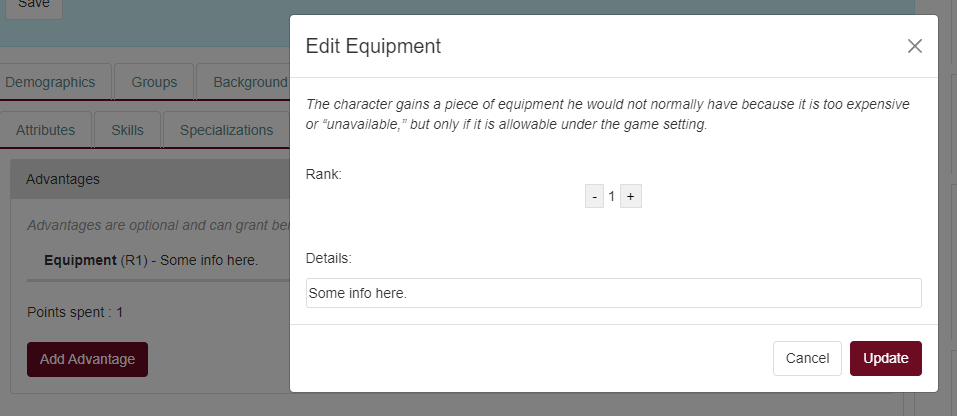 Save
Edit Equipment
Demographics
Groups
Background
The character gains a piece of equipment he would not normally have because it is too expensive
or “unavailable,” but only if it is allowable under the game setting.
Attributes
Skills
Specializations
Rank:
- 1 +
Advantages
Advantages are optional and can grant
Equipment (R1) - Some info here.
Details:
Some info here.
Points spent : 1
Add Advantage
Cancel
Update